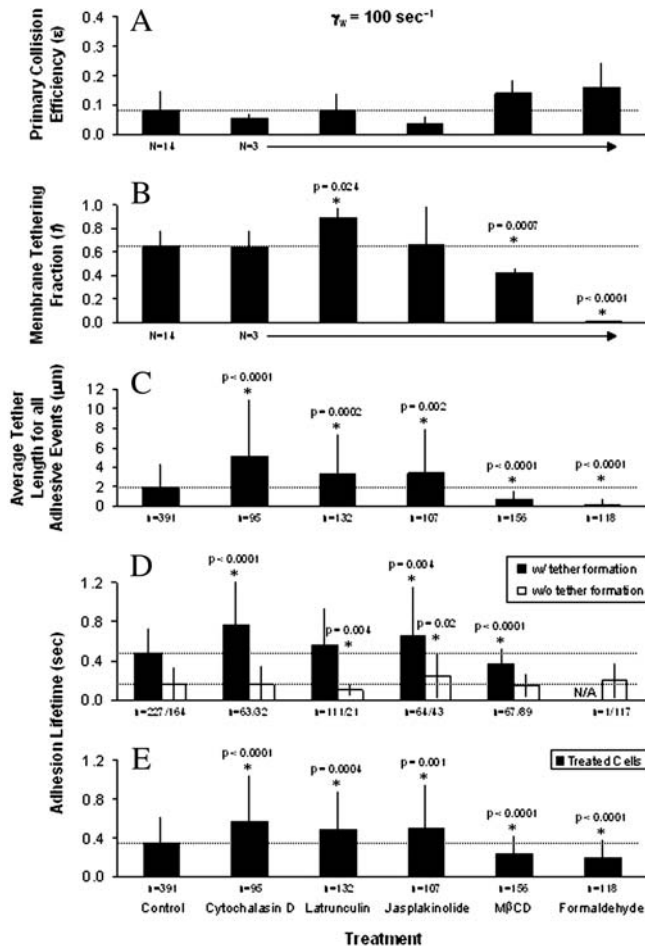 A
γw = 100 sec⁻¹
Primary Collision
Efficiency (ε)
0.4
0.3
0.2
0.1
0.0
N=14
N=3
B
Membrane Tethering
Fraction (f)
1.0
0.8
0.6
0.4
0.2
0.0
p = 0.024
*
p = 0.0007
*
p < 0.0001
*
N=14
N=3
C
Average Tether
Length for all
Adhesive Events (µm)
12
10
8
6
4
2
0
p < 0.0001
*
p = 0.0002
*
p = 0.002
*
p < 0.0001
*
p < 0.0001
*
n=391
n=95
n=132
n=107
n=156
n=118
D
w/ tether formation
w/o tether formation
Adhesion Lifetime (sec)
1.2
0.8
0.4
0.0
p < 0.0001
*
p = 0.004
*
p = 0.004
*
p = 0.02
*
p < 0.0001
*
N/A
n=227/164
n=63/32
n=111/21
n=64/43
n=67/89
n=1/117
E
Treated Cells
1.2
0.8
0.4
0.0
p < 0.0001
*
p = 0.0004
*
p = 0.001
*
p < 0.0001
*
p < 0.0001
*
n=391
n=95
n=132
n=107
n=156
n=118
Control
Cytochalasin D
Latrunculin
Jasplakinolide
MβCD
Formaldehyde
Treatment